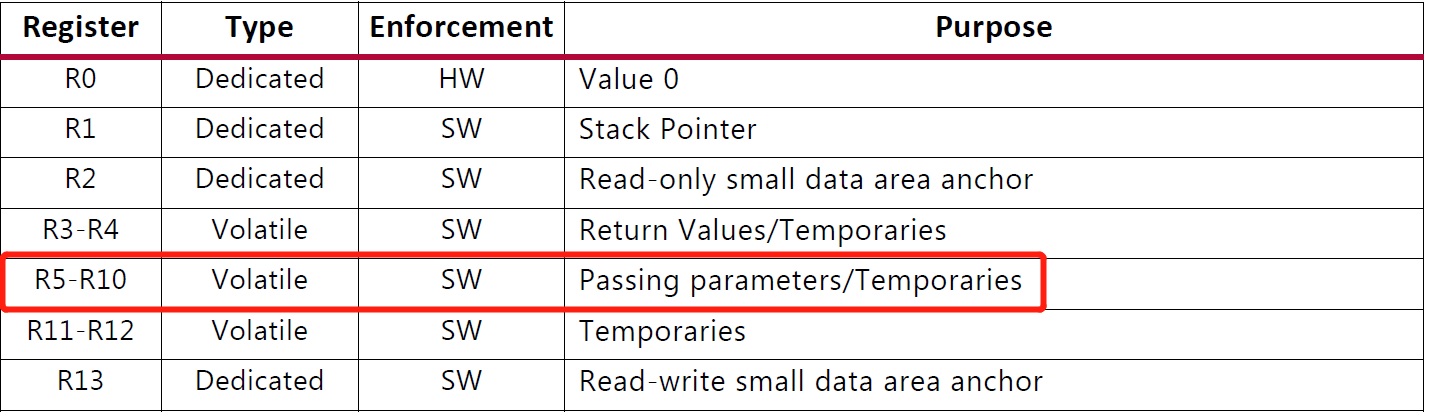 Register Type Enforcement Purpose
R0 Dedicated HW Value 0
R1 Dedicated SW Stack Pointer
R2 Dedicated SW Read-only small data area anchor
R3-R4 Volatile SW Return Values/Temporaries
R5-R10 Volatile SW Passing parameters/Temporaries
R11-R12 Volatile SW Temporaries
R13 Dedicated SW Read-write small data area anchor